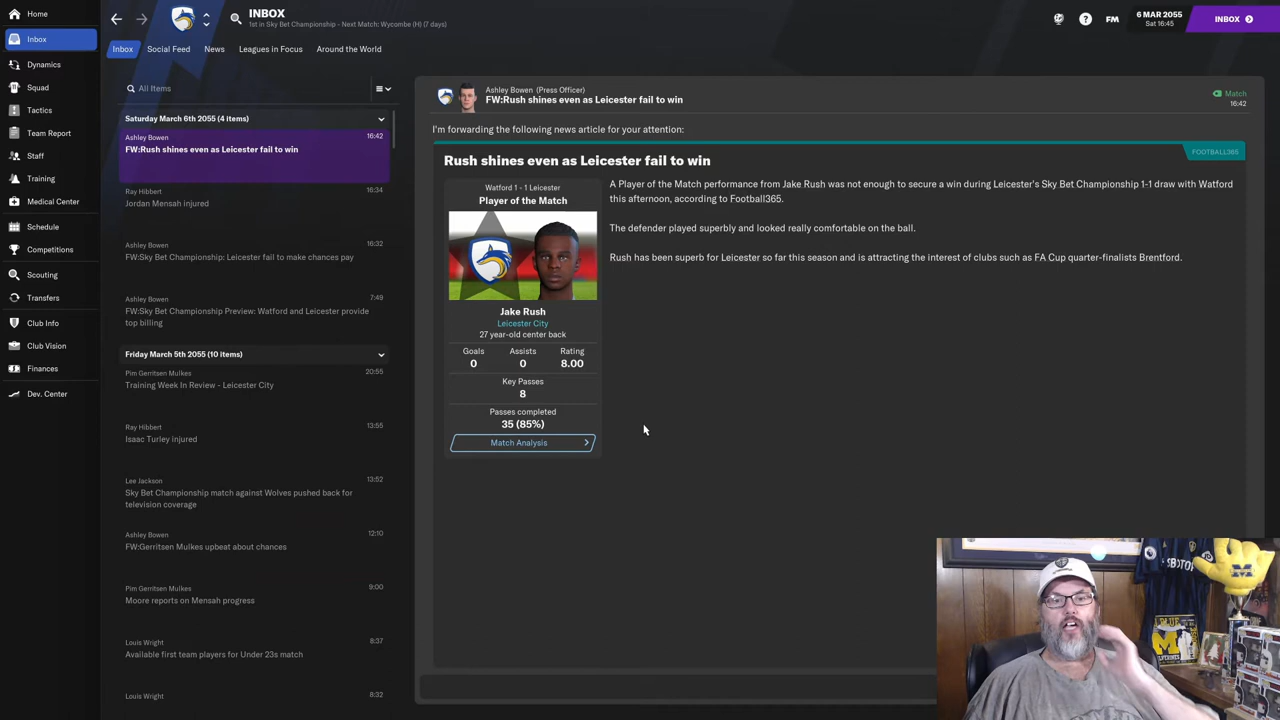 Home
Inbox
Dynamics
Squad
Tactics
Team Report
Staff
Training
Medical Center
Schedule
Competitions
Scouting
Transfers
Club Info
Club Vision
Finances
Dev. Center
INBOX
1st in Sky Bet Championship - Next Match: Wycombe (H) (7 days)
FM
6 MAR 2055
Sat 16:45
INBOX
Inbox
Social Feed
News
Leagues in Focus
Around the World
All Items
Saturday March 6th 2055 (4 items)
Ashley Bowen
16:42
FW:Rush shines even as Leicester fail to win
Ray Hibbert
16:34
Jordan Mensah injured
Ashley Bowen
16:32
FW:Sky Bet Championship: Leicester fail to make chances pay
Ashley Bowen
7:49
FW:Sky Bet Championship Preview: Watford and Leicester provide
top billing
Friday March 5th 2055 (10 items)
Pim Gerritsen Mulkes
20:55
Training Week In Review - Leicester City
Ray Hibbert
13:55
Isaac Turley injured
Lee Jackson
13:52
Sky Bet Championship match against Wolves pushed back for
television coverage
Ashley Bowen
12:10
FW:Gerritsen Mulkes upbeat about chances
Pim Gerritsen Mulkes
9:00
Moore reports on Mensah progress
Louis Wright
8:37
Available first team players for Under 23s match
Louis Wright
8:32
Ashley Bowen (Press Officer)
FW:Rush shines even as Leicester fail to win
Match
16:42
I'm forwarding the following news article for your attention:
Rush shines even as Leicester fail to win
FOOTBALL365
Watford 1 - 1 Leicester
Player of the Match
Jake Rush
Leicester City
27 year-old center back
Goals
Assists
Rating
0
0
8.00
Key Passes
8
Passes completed
35 (85%)
Match Analysis
A Player of the Match performance from Jake Rush was not enough to secure a win during Leicester's Sky Bet Championship 1-1 draw with Watford
this afternoon, according to Football365.
The defender played superbly and looked really comfortable on the ball.
Rush has been superb for Leicester so far this season and is attracting the interest of clubs such as FA Cup quarter-finalists Brentford.
M
BLUE